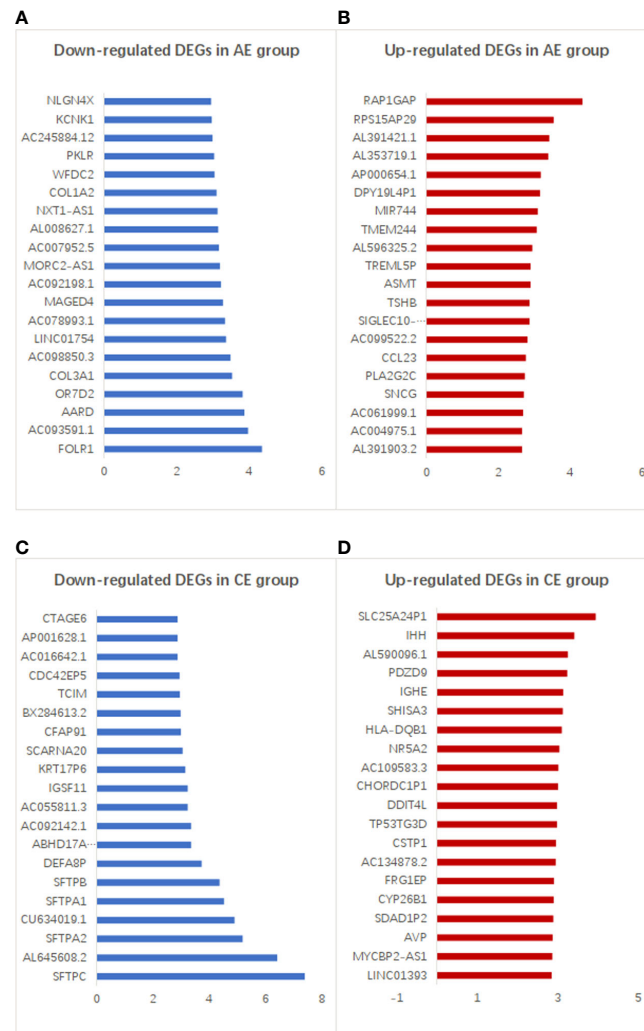 A
Down-regulated DEGs in AE group
NLGN4X
KCNK1
AC245884.12
PKLR
WFDC2
COL1A2
NXT1-AS1
AL008627.1
AC007952.5
MORC2-AS1
AC092198.1
MAGED4
AC078993.1
LINC01754
AC098850.3
COL3A1
OR7D2
AARD
AC093591.1
FOLR1
0 2 4 6
B
Up-regulated DEGs in AE group
RAP1GAP
RPS15AP29
AL391421.1
AL353719.1
AP000654.1
DPY19L4P1
MIR744
TMEM244
AL596325.2
TREML5P
ASMT
TSHB
SIGLEC10-…
AC099522.2
CCL23
PLA2G2C
SNCG
AC061999.1
AC004975.1
AL391903.2
0 2 4 6
C
Down-regulated DEGs in CE group
CTAGE6
AP001628.1
AC016642.1
CDC42EP5
TCIM
BX284613.2
CFAP91
SCARNA20
KRT17P6
IGSF11
AC055811.3
AC092142.1
ABHD17A…
DEFA8P
SFTPB
SFTPA1
CU634019.1
SFTPA2
AL645608.2
SFTPC
0 2 4 6 8
D
Up-regulated DEGs in CE group
SLC25A24P1
IHH
AL590096.1
PDZD9
IGHE
SHISA3
HLA-DQB1
NR5A2
AC109583.3
CHORDC1P1
DDIT4L
TP53TG3D
CSTP1
AC134878.2
FRG1EP
CYP26B1
SDAD1P2
AVP
MYCBP2-AS1
LINC01393
-1 1 3 5